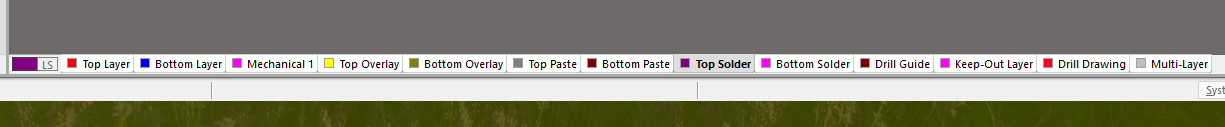 LS Top Layer Bottom Layer Mechanical 1 Top Overlay Bottom Overlay Top Paste Bottom Paste Top Solder Bottom Solder Drill Guide Keep-Out Layer Drill Drawing Multi-Layer
Syst